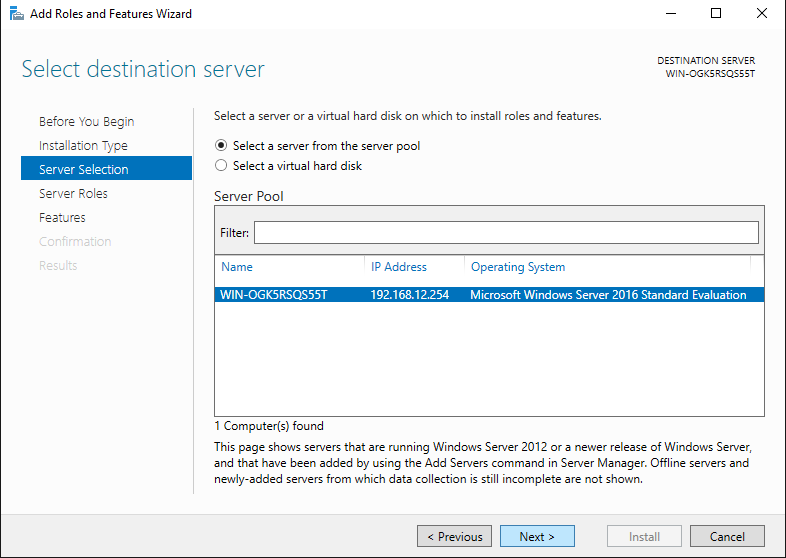 Add Roles and Features Wizard
Select destination server
DESTINATION SERVER
WIN-OGK5RSQS55T
Before You Begin
Installation Type
Server Selection
Server Roles
Features
Confirmation
Results
Select a server or a virtual hard disk on which to install roles and features.
Select a server from the server pool
Select a virtual hard disk
Server Pool
Filter:
Name IP Address Operating System
WIN-OGK5RSQS55T 192.168.12.254 Microsoft Windows Server 2016 Standard Evaluation
1 Computer(s) found
This page shows servers that are running Windows Server 2012 or a newer release of Windows Server,
and that have been added by using the Add Servers command in Server Manager. Offline servers and
newly-added servers from which data collection is still incomplete are not shown.
< Previous Next > Install Cancel